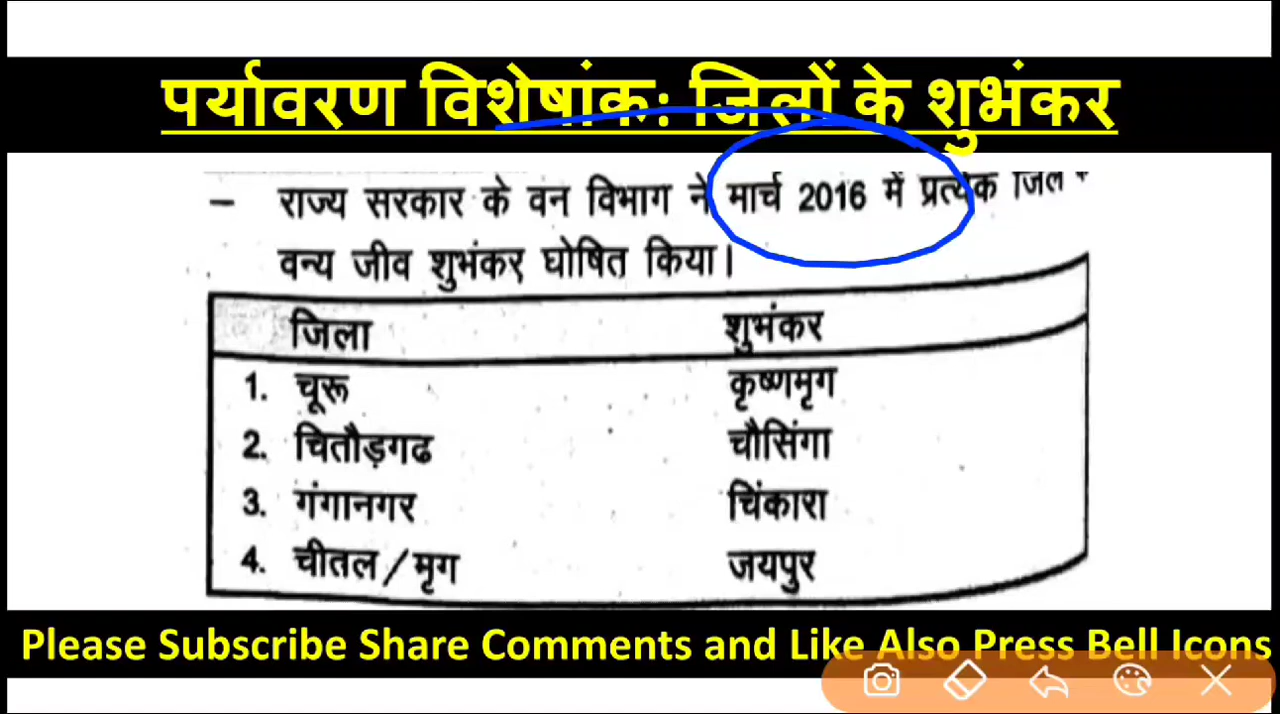 पर्यावरण विशेषांक: जिलों के शुभंकर
– राज्य सरकार के वन विभाग ने मार्च 2016 में प्रत्येक जिले
वन्य जीव शुभंकर घोषित किया।
जिला शुभंकर
1. चूरू कृष्णमृग
2. चितौड़गढ चौसिंगा
3. गंगानगर चिंकारा
4. चीतल/मृग जयपुर
Please Subscribe Share Comments and Like Also Press Bell Icons